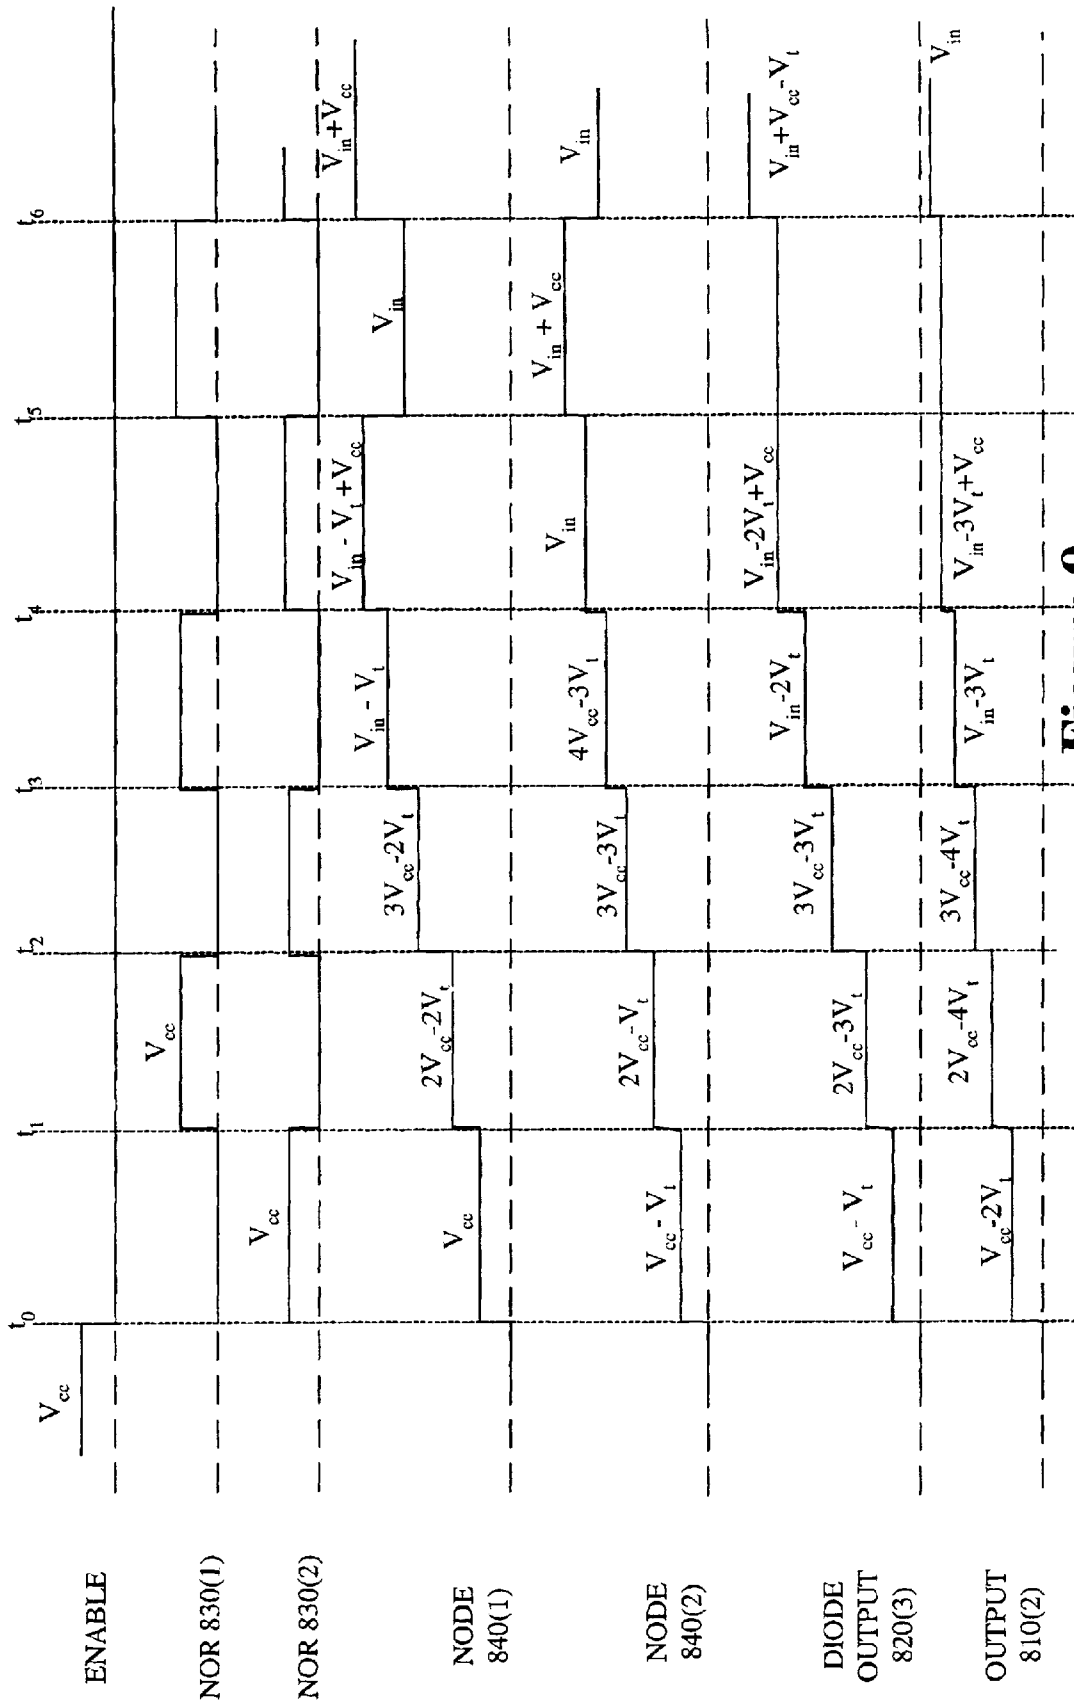 t0
t1
t2
t3
t4
t5
t6
ENABLE
Vcc
NOR 830(1)
Vcc
NOR 830(2)
Vcc
NODE
840(1)
Vcc
2Vcc-2Vt
3Vcc-2Vt
Vin - Vt
Vin - Vt + Vcc
Vin
Vin+Vcc
NODE
840(2)
Vcc- Vt
2Vcc-Vt
3Vcc-3Vt
4Vcc-3Vt
Vin
Vin + Vcc
Vin
DIODE
OUTPUT
820(3)
Vcc- Vt
2Vcc-3Vt
3Vcc-3Vt
Vin-2Vt
Vin-2Vt+Vcc
Vin+Vcc-Vt
OUTPUT
810(2)
Vcc-2Vt
2Vcc-4Vt
3Vcc-4Vt
Vin-3Vt
Vin-3Vt+Vcc
Vin